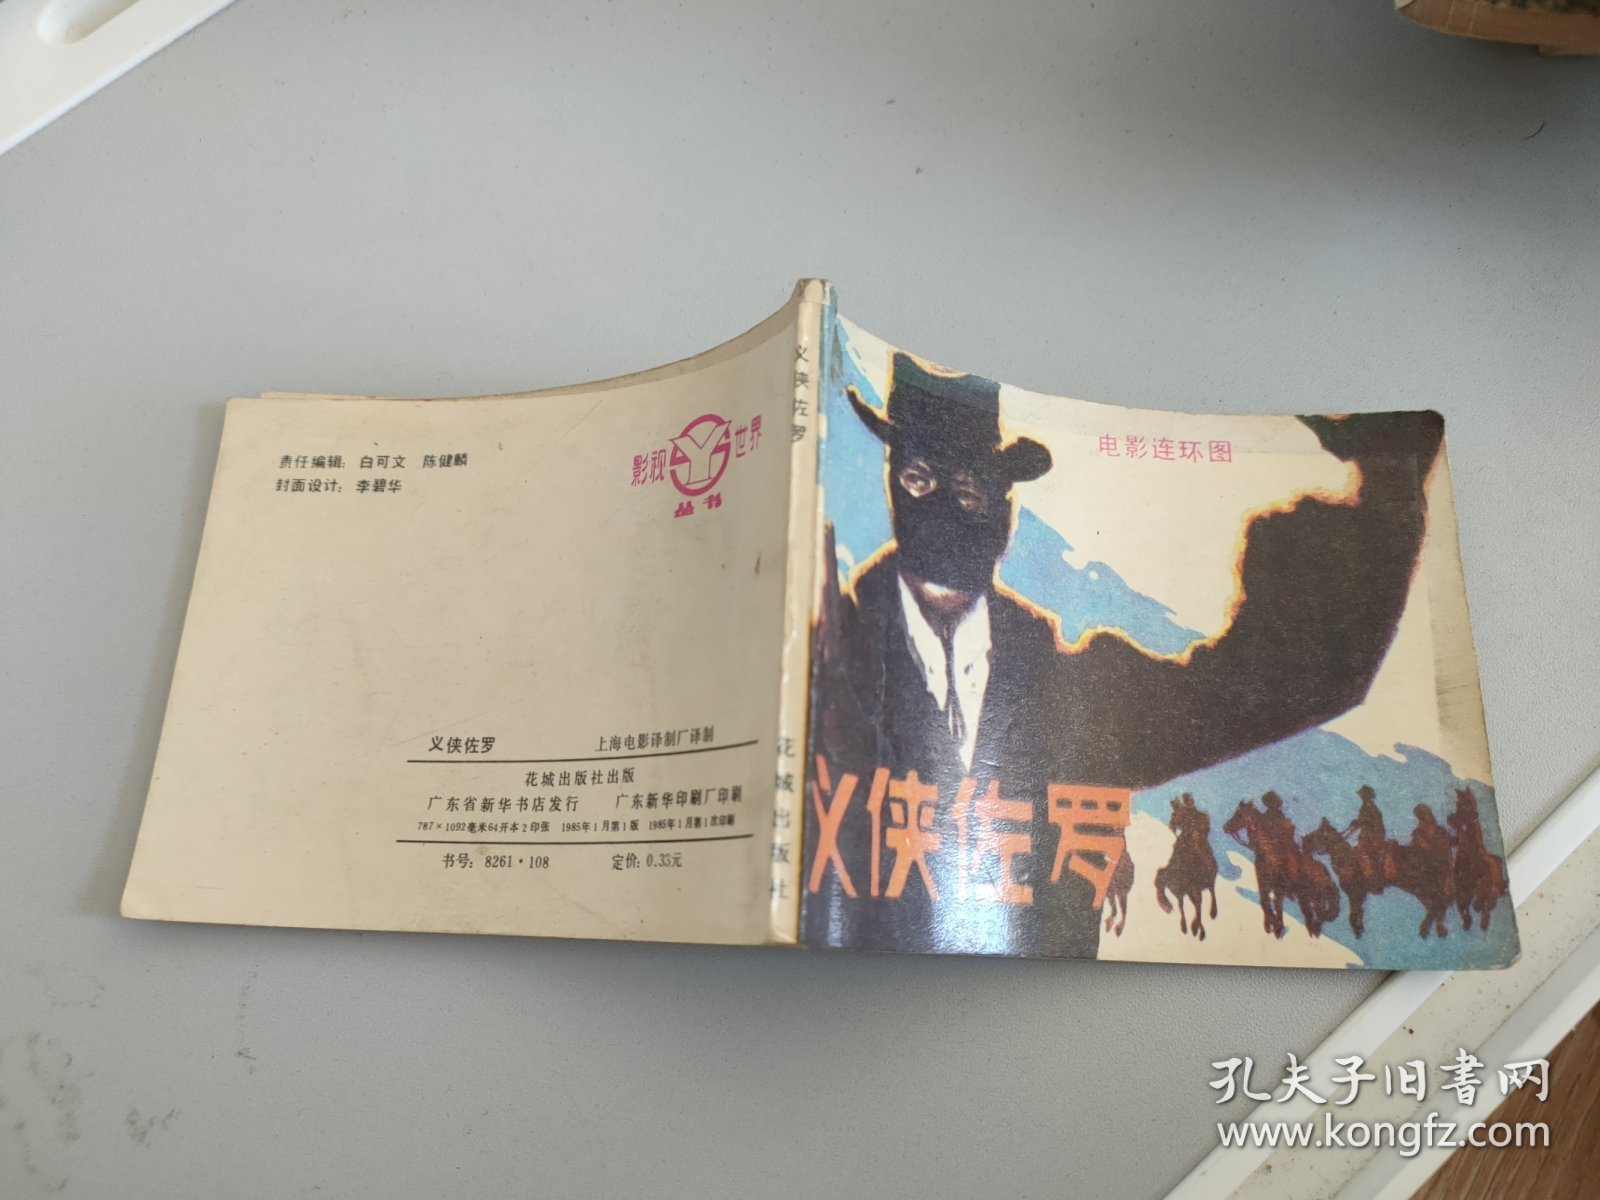 责任编辑：白可文 陈健麟
封面设计：李碧华
影视世界
丛书
义侠佐罗 上海电影译制厂译制
花城出版社出版
广东省新华书店发行 广东新华印刷厂印刷
787×1092毫米64开本2印张 1985年1月第1版 1985年1月第1次印刷
书号：8261·108 定价：0.33元
义侠佐罗
花城出版社
电影连环图
义侠佐罗
孔夫子旧书网
www.kongfz.com